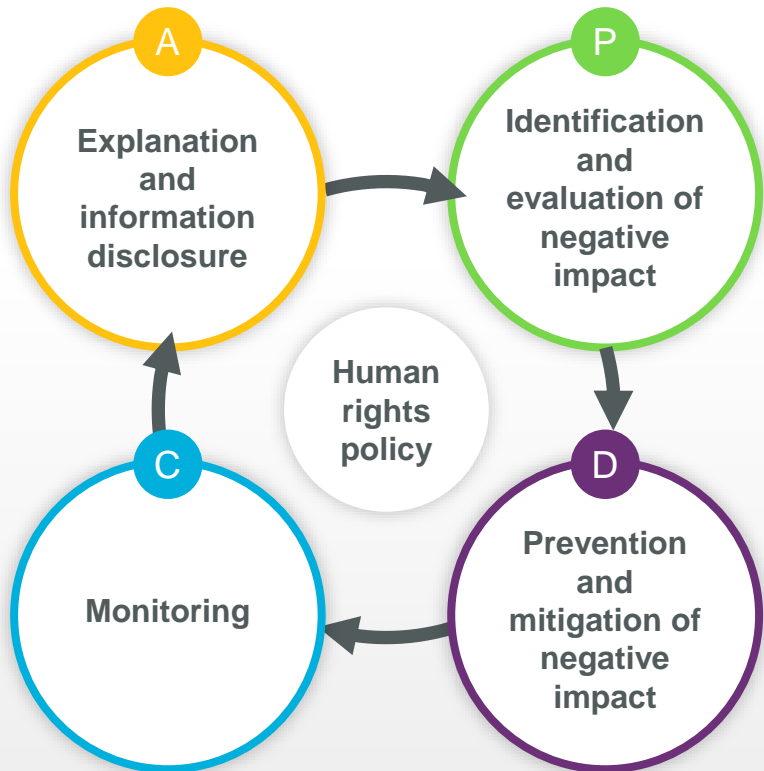 A
Explanation
and
information
disclosure
P
Identification
and
evaluation of
negative
impact
Human
rights
policy
C
Monitoring
D
Prevention
and
mitigation of
negative
impact